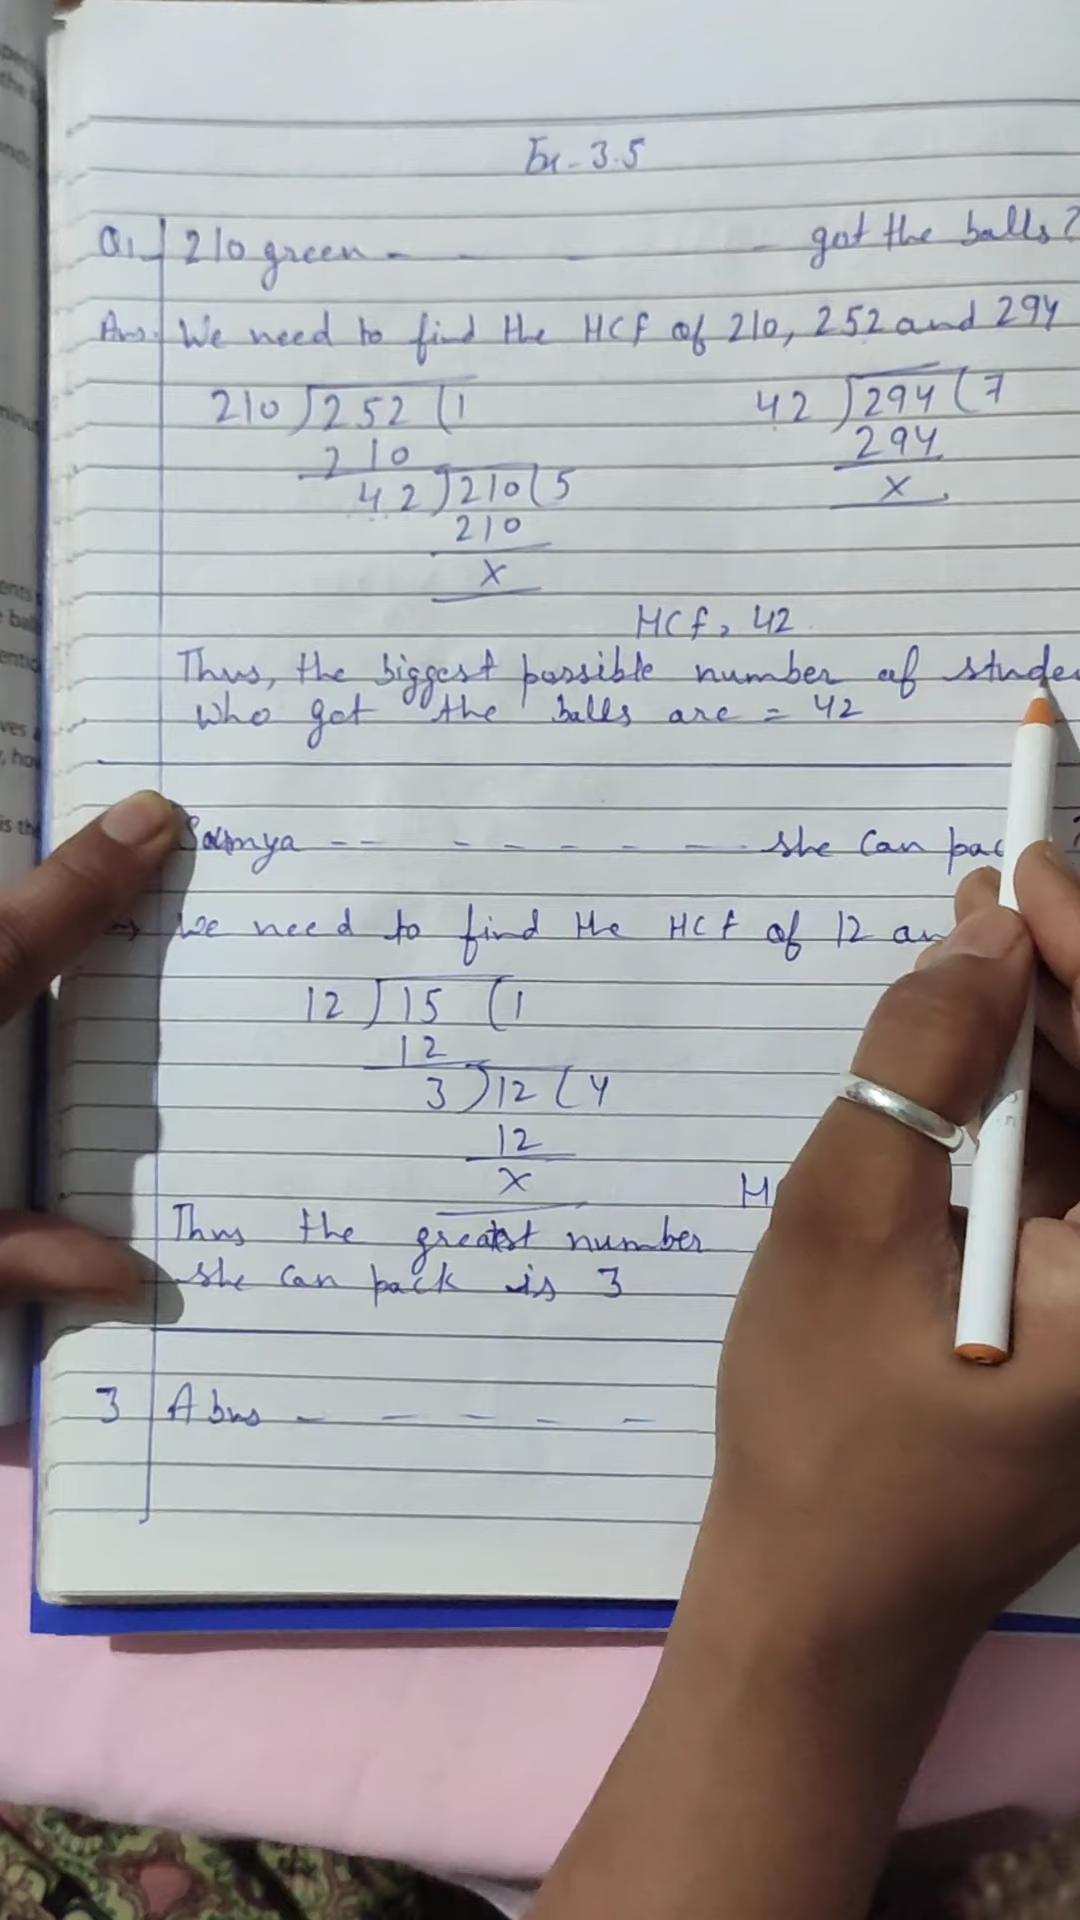 Ex-3.5
Q1. 210 green - - - - got the balls?
Ans. We need to find the HCF of 210, 252 and 294
210 ) 252 ( 1
210
42 ) 210 ( 5
210
x
42 ) 294 ( 7
294
x
HCF, 42
Thus, the biggest possible number of stude
who got the balls are = 42
Saumya - - - - - - - - she can pac
→ We need to find the HCF of 12 an
12 ) 15 ( 1
12
3 ) 12 ( 4
12
x
H
Thus the greatest number
she can pack is 3
3 A bus - - - - -